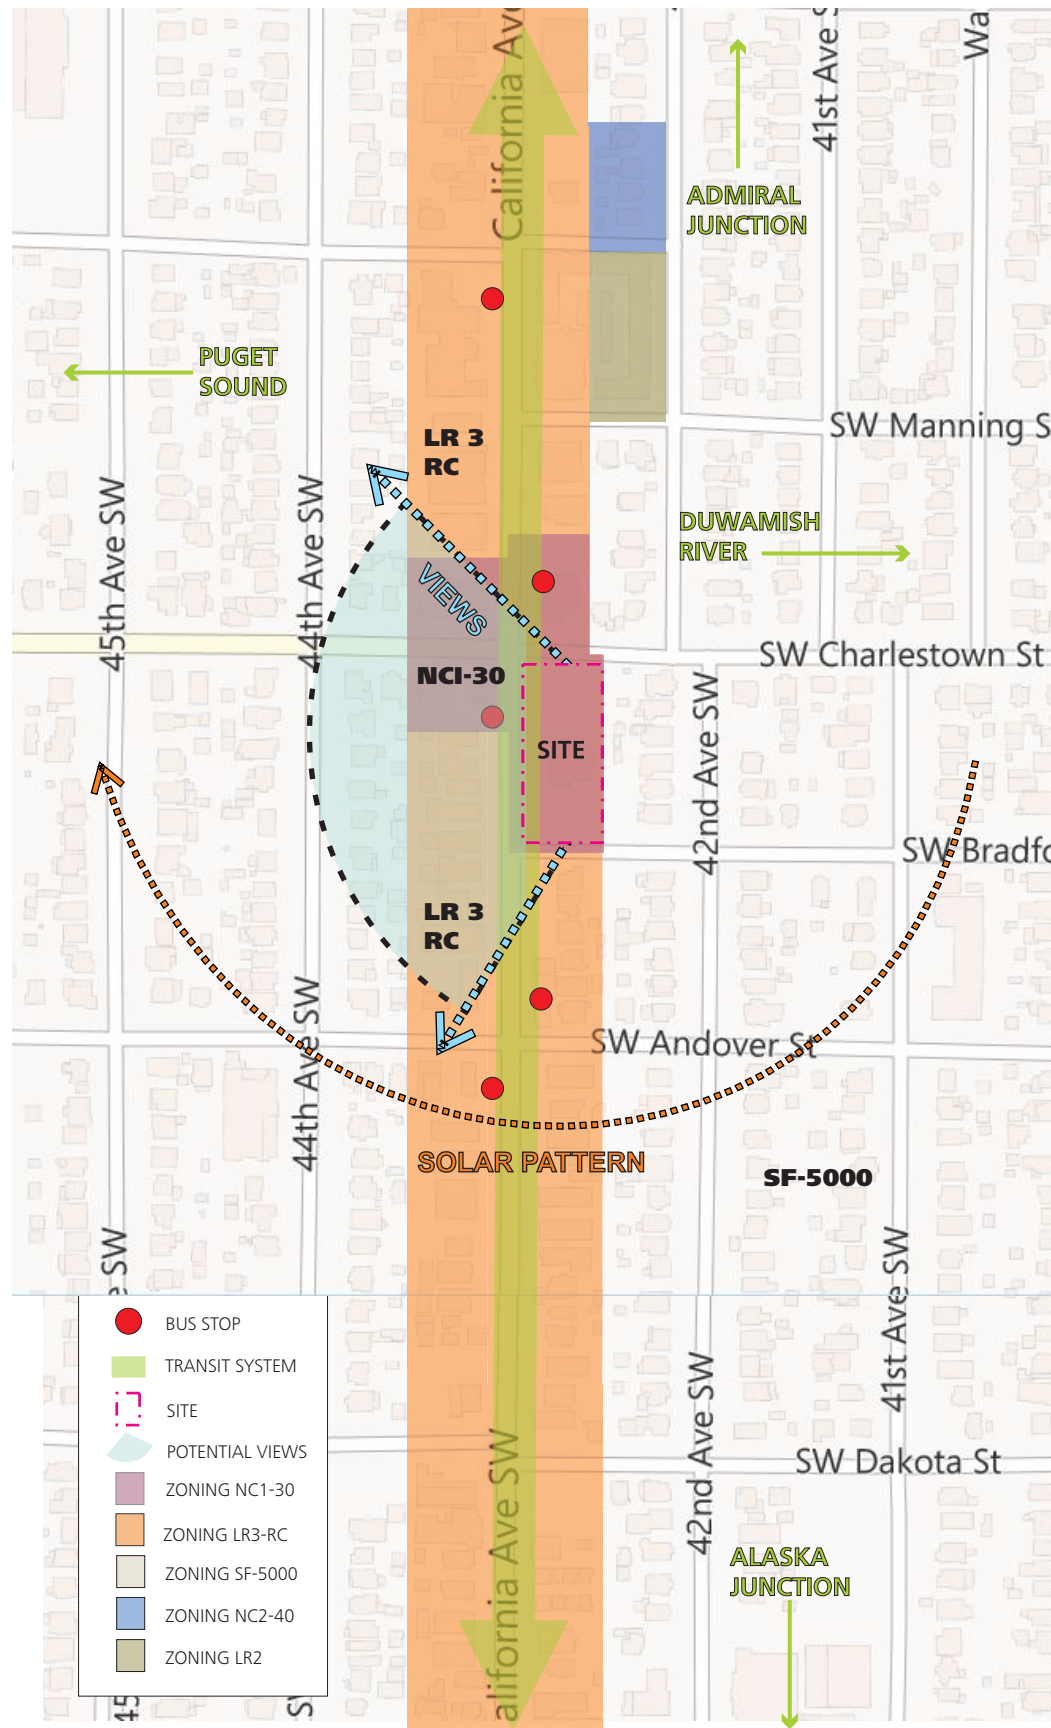 California Ave
41st Ave S
Wa
ADMIRAL
JUNCTION
PUGET
SOUND
SW Manning S
LR 3
RC
45th Ave SW
44th Ave SW
DUWAMISH
RIVER
VIEWS
SW Charlestown St
NCI-30
42nd Ave SW
SITE
SW Bradfo
LR 3
RC
44th Ave SW
SW Andover St
SOLAR PATTERN
SF-5000
e SW
41st Ave SW
BUS STOP
TRANSIT SYSTEM
SITE
POTENTIAL VIEWS
ZONING NC1-30
ZONING LR3-RC
ZONING SF-5000
ZONING NC2-40
ZONING LR2
42nd Ave SW
alifornia Ave SW
SW Dakota St
ALASKA
JUNCTION
45
SV